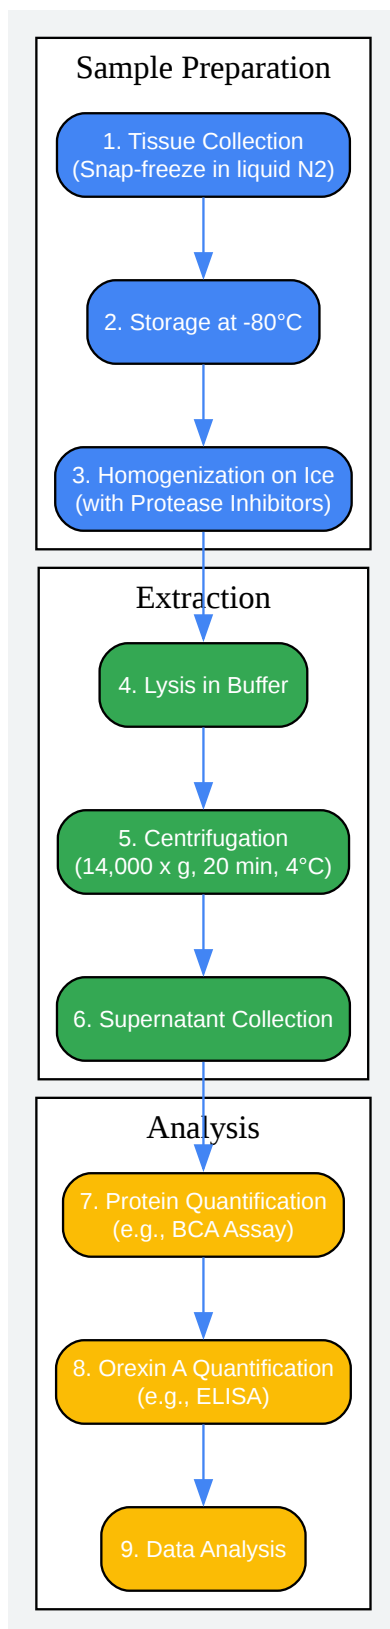 Sample Preparation
1. Tissue Collection
(Snap-freeze in liquid N2)
2. Storage at -80°C
3. Homogenization on Ice
(with Protease Inhibitors)
Extraction
4. Lysis in Buffer
5. Centrifugation
(14,000 x g, 20 min, 4°C)
6. Supernatant Collection
Analysis
7. Protein Quantification
(e.g., BCA Assay)
8. Orexin A Quantification
(e.g., ELISA)
9. Data Analysis